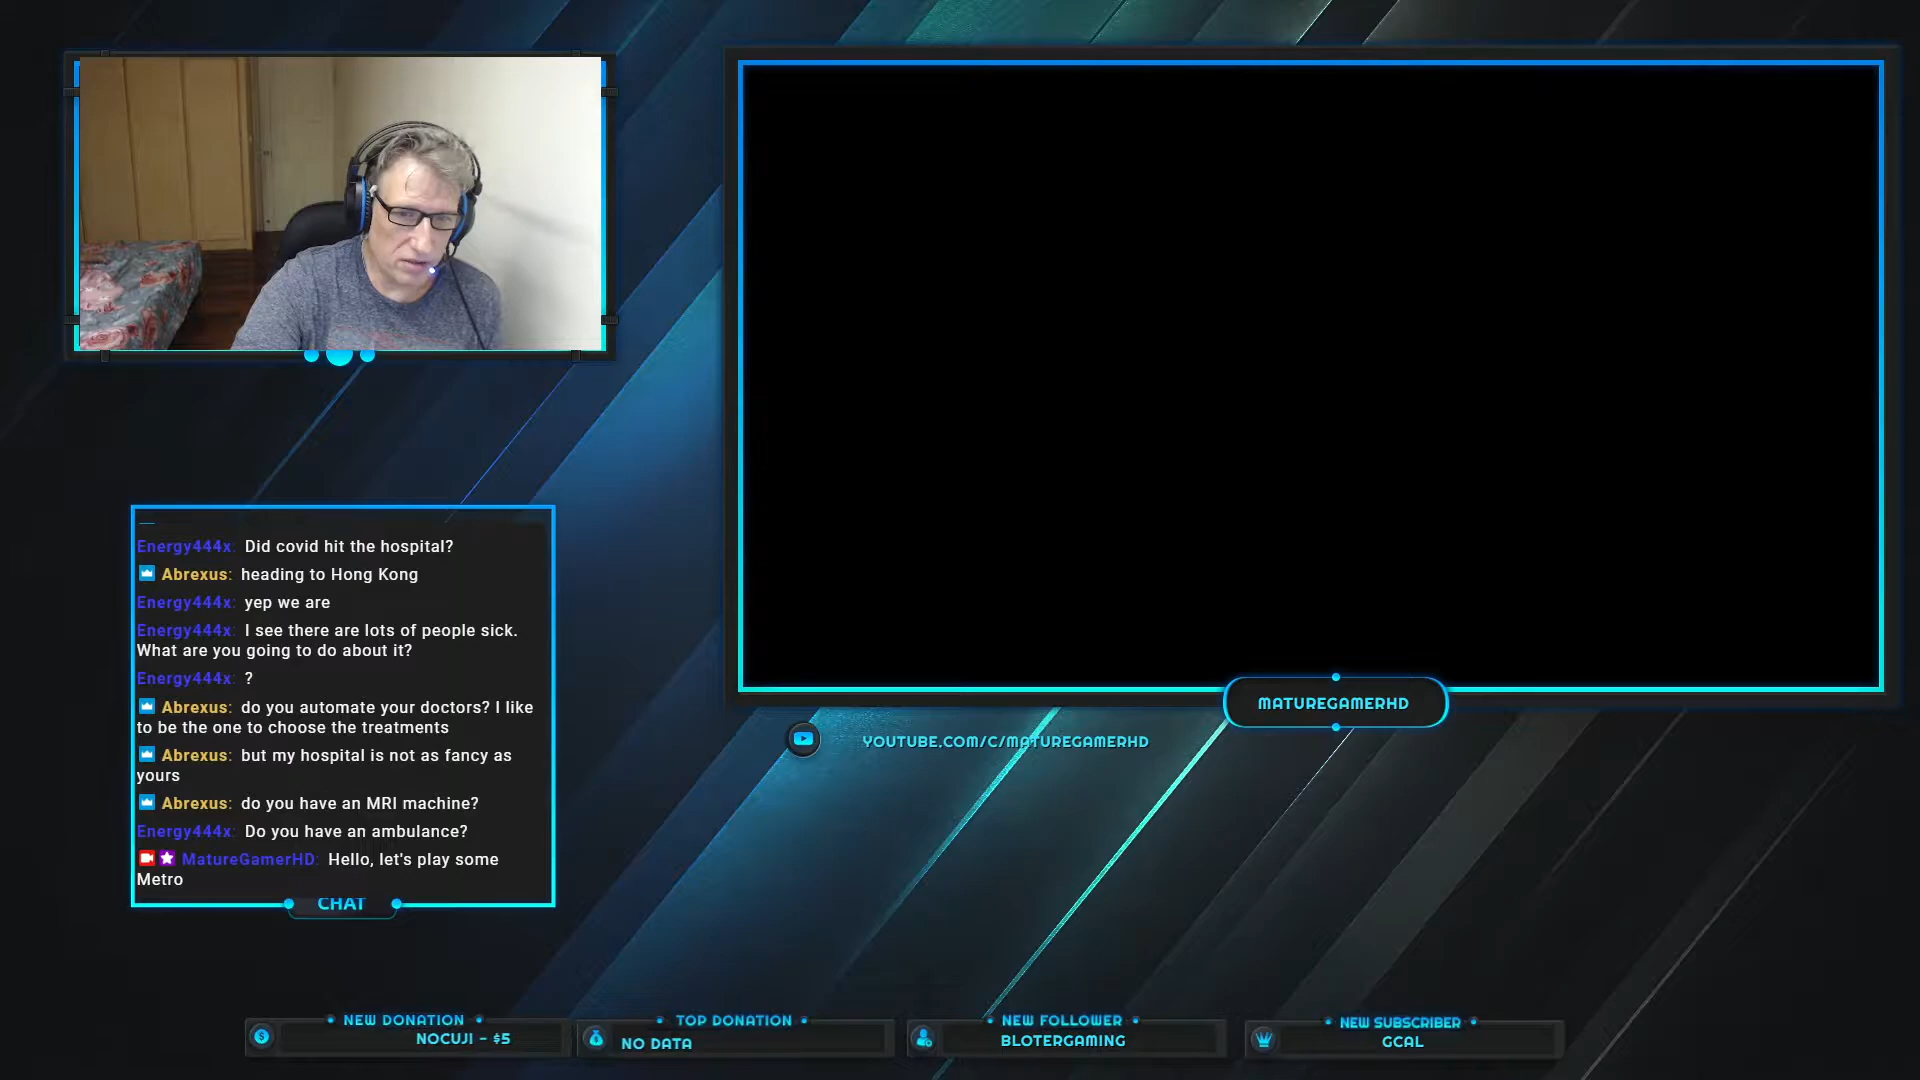 Energy444x: Did covid hit the hospital?
Abrexus: heading to Hong Kong
Energy444x: yep we are
Energy444x: I see there are lots of people sick.
What are you going to do about it?
Energy444x: ?
Abrexus: do you automate your doctors? I like
to be the one to choose the treatments
Abrexus: but my hospital is not as fancy as
yours
Abrexus: do you have an MRI machine?
Energy444x: Do you have an ambulance?
MatureGamerHD: Hello, let's play some
Metro
CHAT
MATUREGAMERHD
YOUTUBE.COM/C/MATUREGAMERHD
NEW DONATION
NOCUJI - $5
TOP DONATION
NO DATA
NEW FOLLOWER
BLOTERGAMING
NEW SUBSCRIBER
GCAL